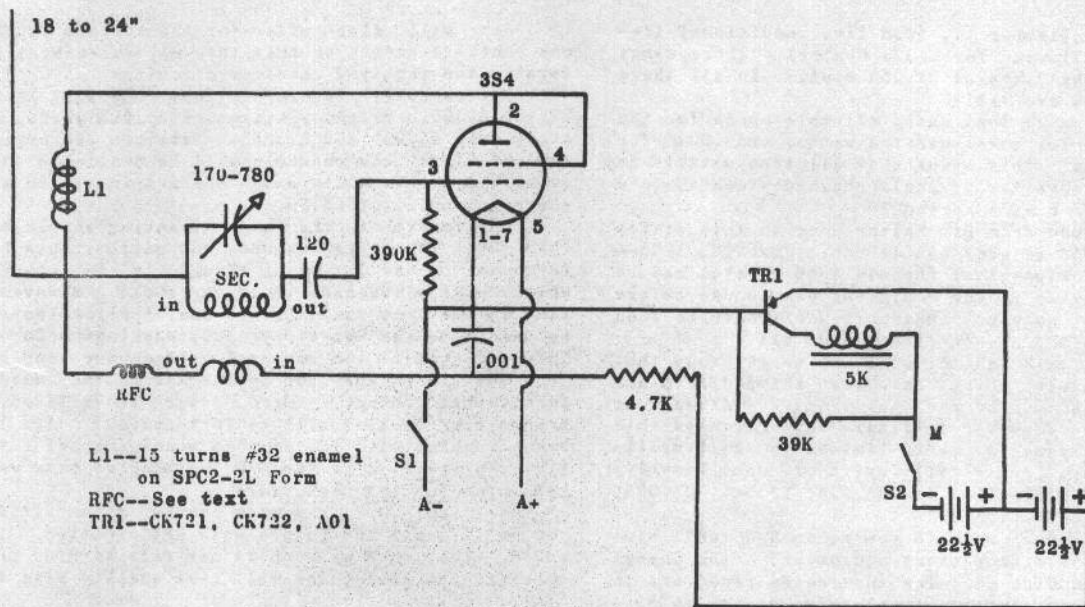 18 to 24"
3S4
2
3
4
170-780
L1
1-7
5
120
390K
SEC.
in
out
TR1
.001
5K
out
in
RFC
4.7K
39K
M
S1
S2
L1--15 turns #32 enamel
on SPC2-2L Form
RFC--See text
TR1--CK721, CK722, A01
A-
A+
- +
- +
22½V
22½V